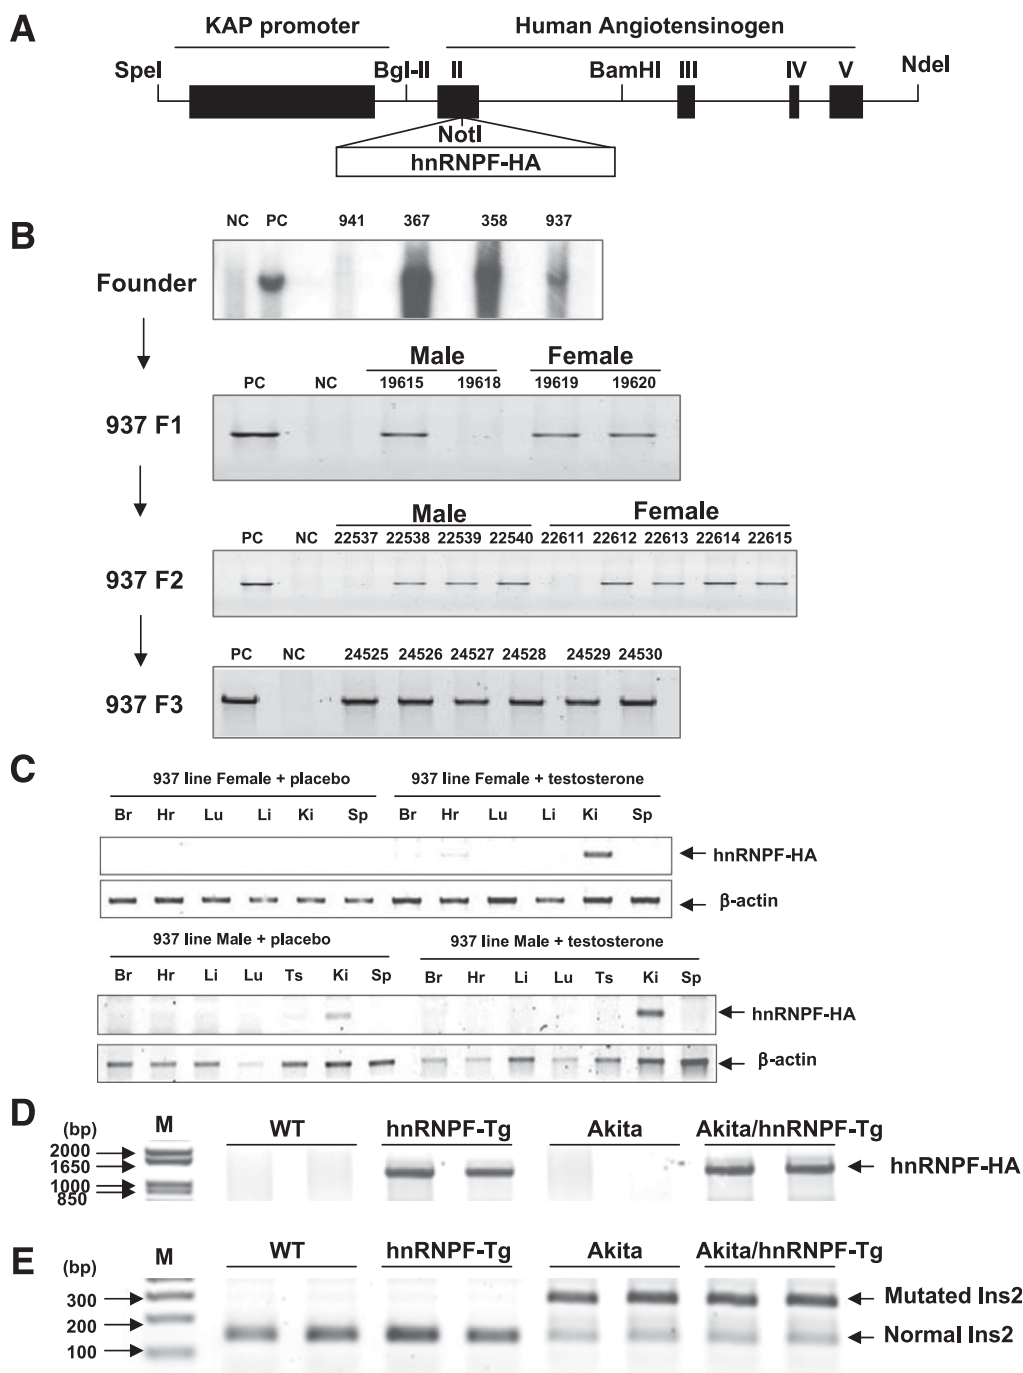 A
KAP promoter
Human Angiotensinogen
SpeI
Bgl-II
II
BamHI
III
IV
V
NdeI
NotI
hnRNPF-HA
B
NC PC 941 367 358 937
Founder
Male Female
PC NC 19615 19618 19619 19620
937 F1
Male Female
PC NC 22537 22538 22539 22540 22611 22612 22613 22614 22615
937 F2
PC NC 24525 24526 24527 24528 24529 24530
937 F3
C
937 line Female + placebo 937 line Female + testosterone
Br Hr Lu Li Ki Sp Br Hr Lu Li Ki Sp
hnRNPF-HA
β-actin
937 line Male + placebo 937 line Male + testosterone
Br Hr Li Lu Ts Ki Sp Br Hr Li Lu Ts Ki Sp
hnRNPF-HA
β-actin
D
(bp) M WT hnRNPF-Tg Akita Akita/hnRNPF-Tg
2000
1650
1000
850
hnRNPF-HA
E
(bp) M WT hnRNPF-Tg Akita Akita/hnRNPF-Tg
300
200
100
Mutated Ins2
Normal Ins2